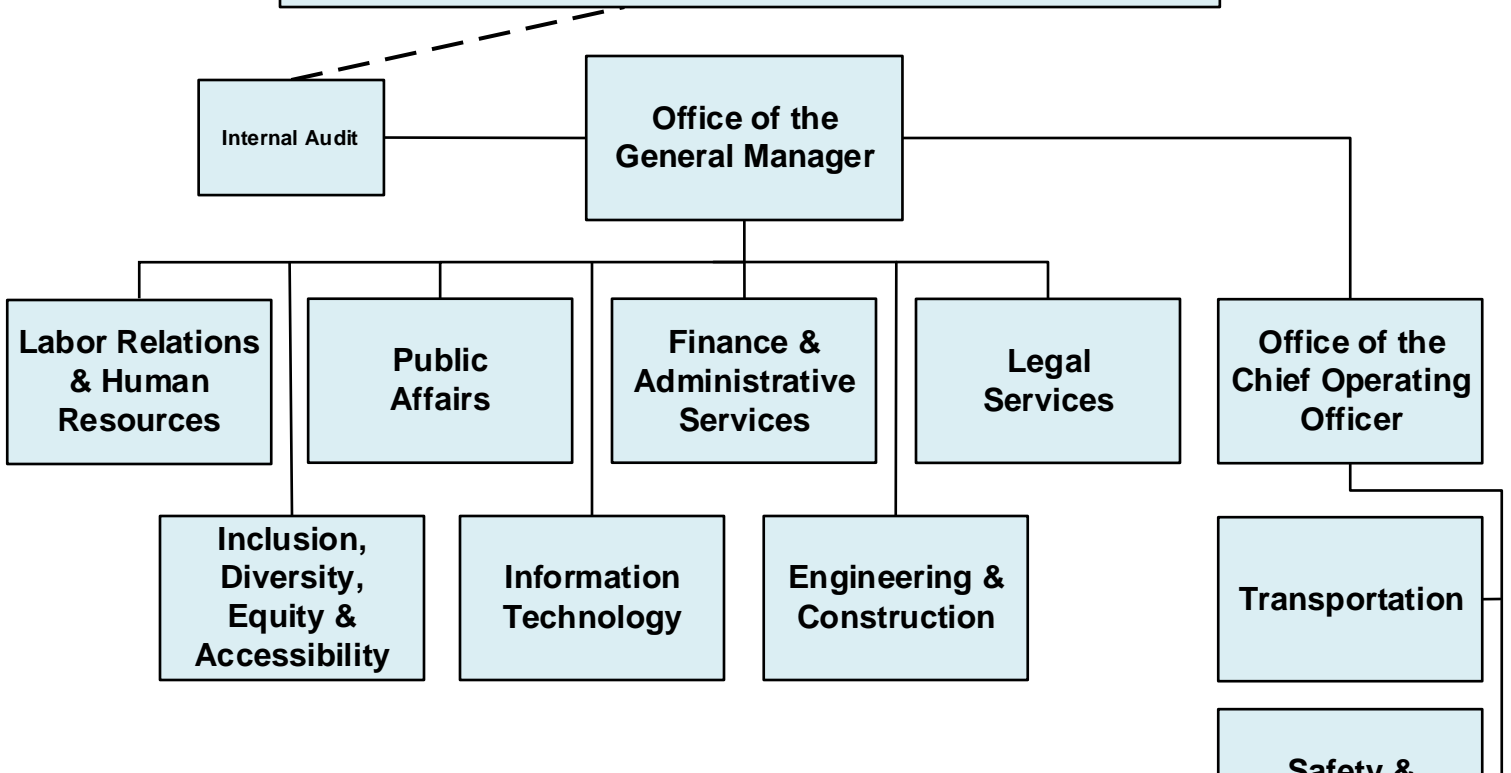 Internal Audit
Office of the
General Manager
Labor Relations
& Human
Resources
Public
Affairs
Finance &
Administrative
Services
Legal
Services
Office of the
Chief Operating
Officer
Inclusion,
Diversity,
Equity &
Accessibility
Information
Technology
Engineering &
Construction
Transportation
Safety &